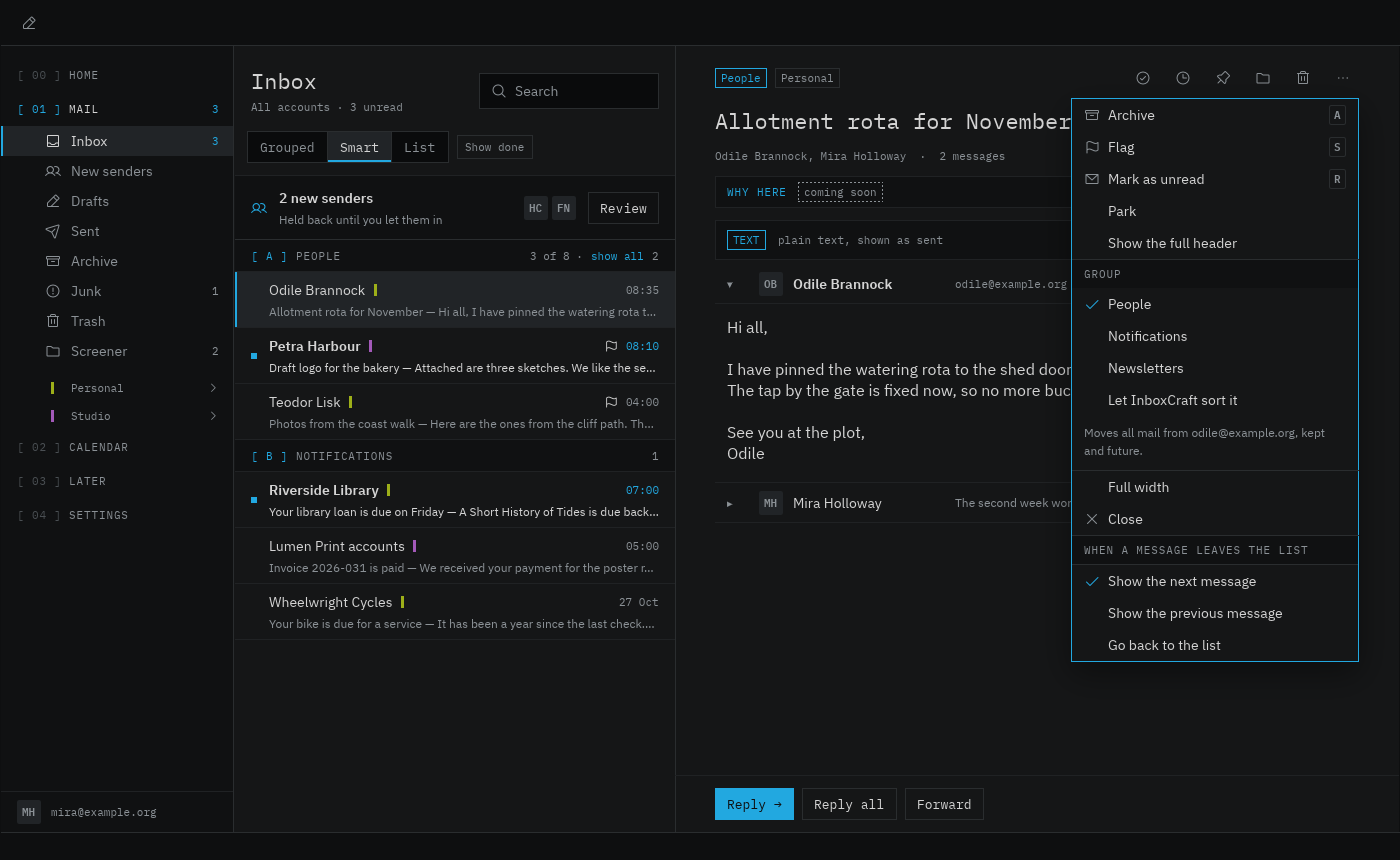 [ 00 ] HOME
[ 01 ] MAIL 3
Inbox 3
New senders
Drafts
Sent
Archive
Junk 1
Trash
Screener 2
Personal
Studio
[ 02 ] CALENDAR
[ 03 ] LATER
[ 04 ] SETTINGS
MH mira@example.org
Inbox
All accounts · 3 unread
Search
Grouped Smart List Show done
2 new senders
Held back until you let them in
HC FN Review
[ A ] PEOPLE 3 of 8 · show all 2
Odile Brannock 08:35
Allotment rota for November — Hi all, I have pinned the watering rota t…
Petra Harbour 08:10
Draft logo for the bakery — Attached are three sketches. We like the se…
Teodor Lisk 04:00
Photos from the coast walk — Here are the ones from the cliff path. Th…
[ B ] NOTIFICATIONS 1
Riverside Library 07:00
Your library loan is due on Friday — A Short History of Tides is due back…
Lumen Print accounts 05:00
Invoice 2026-031 is paid — We received your payment for the poster r…
Wheelwright Cycles 27 Oct
Your bike is due for a service — It has been a year since the last check.…
People Personal
Allotment rota for November
Odile Brannock, Mira Holloway · 2 messages
WHY HERE coming soon
TEXT plain text, shown as sent
▾ OB Odile Brannock odile@example.org
Hi all,
I have pinned the watering rota to the shed door
The tap by the gate is fixed now, so no more buc
See you at the plot,
Odile
▸ MH Mira Holloway The second week wor
Reply → Reply all Forward
Archive A
Flag S
Mark as unread R
Park
Show the full header
GROUP
People
Notifications
Newsletters
Let InboxCraft sort it
Moves all mail from odile@example.org, kept
and future.
Full width
Close
WHEN A MESSAGE LEAVES THE LIST
Show the next message
Show the previous message
Go back to the list